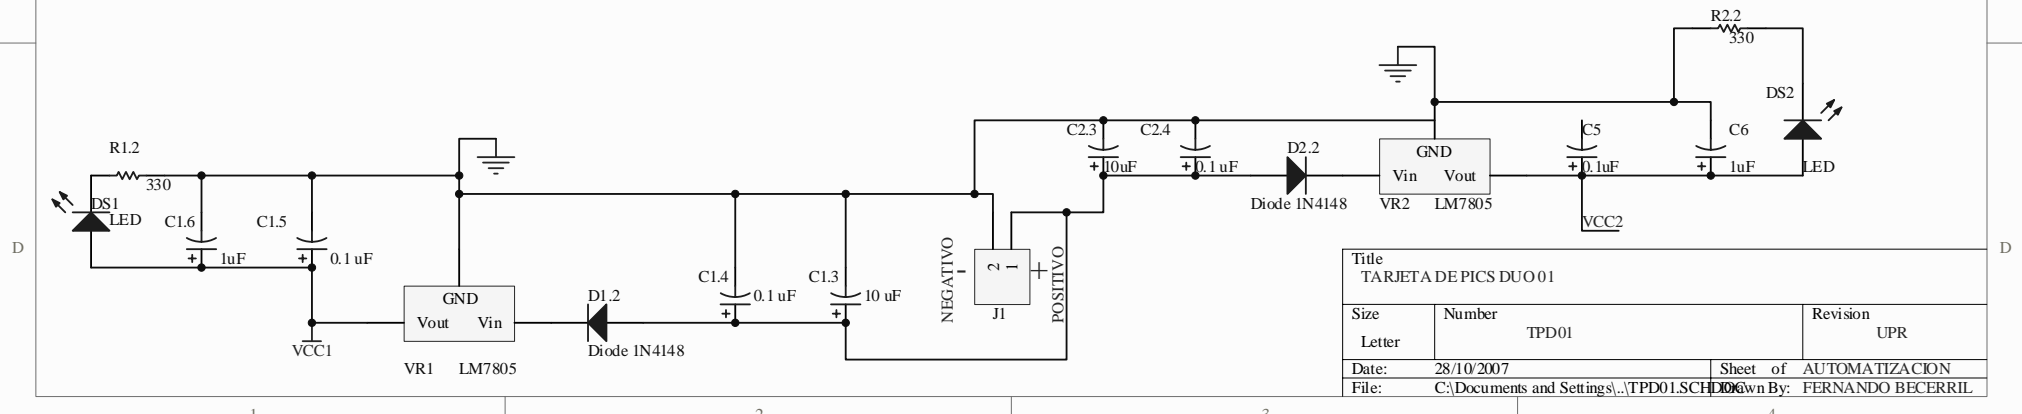 R2.2
330
DS2
LED
C5
0.1uF
C6
1uF
VCC2
C2.3
10uF
C2.4
0.1 uF
D2.2
Diode 1N4148
GND
Vin Vout
VR2 LM7805
R1.2
330
DS1
LED
C1.6
1uF
C1.5
0.1 uF
VCC1
GND
Vout Vin
VR1 LM7805
D1.2
Diode 1N4148
C1.4
0.1 uF
C1.3
10 uF
NEGATIVO
-
2
1
+
POSITIVO
J1
D
D
Title
TARJETA DE PICS DUO 01
Size
Letter
Number
TPD01
Revision
UPR
Date: 28/10/2007 Sheet of AUTOMATIZACION
File: C:\Documents and Settings\..\TPD01.SCHDOC Drawn By: FERNANDO BECERRIL
1
2
3
4